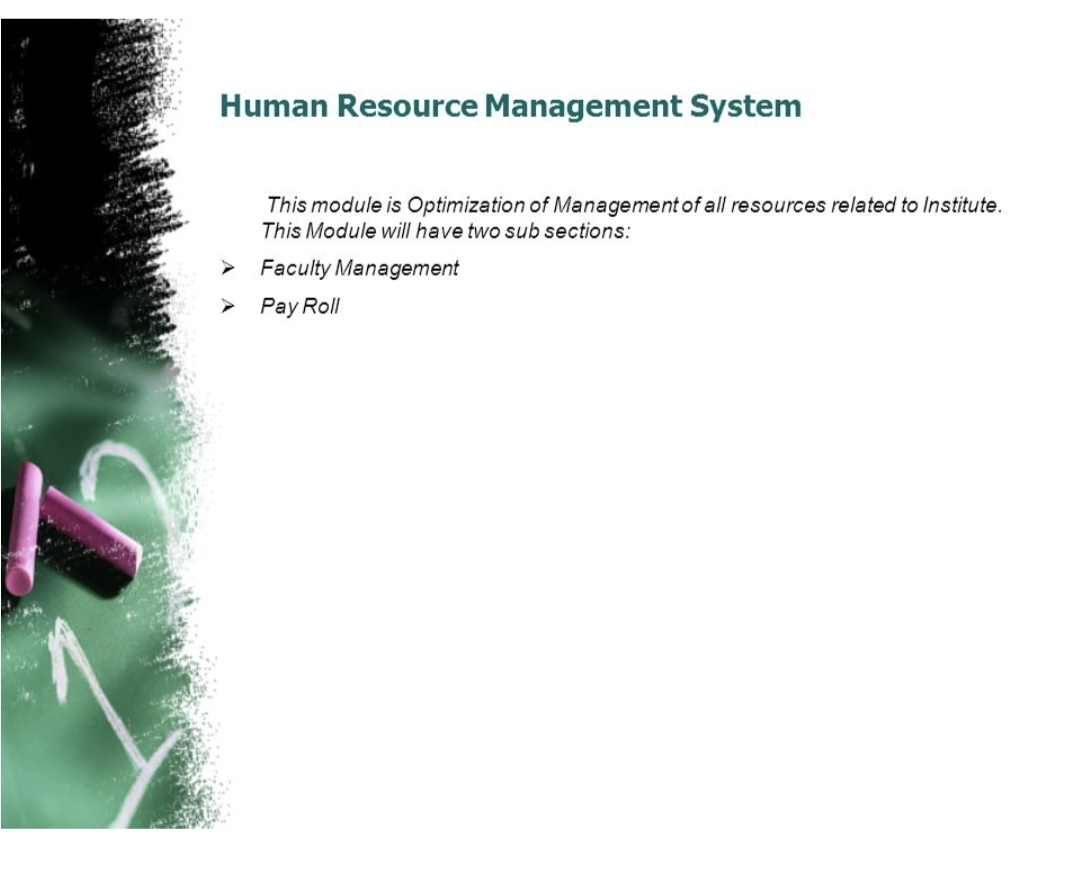 Human Resource Management System
This module is Optimization of Management of all resources related to Institute.
This Module will have two sub sections:
➢ Faculty Management
➢ Pay Roll